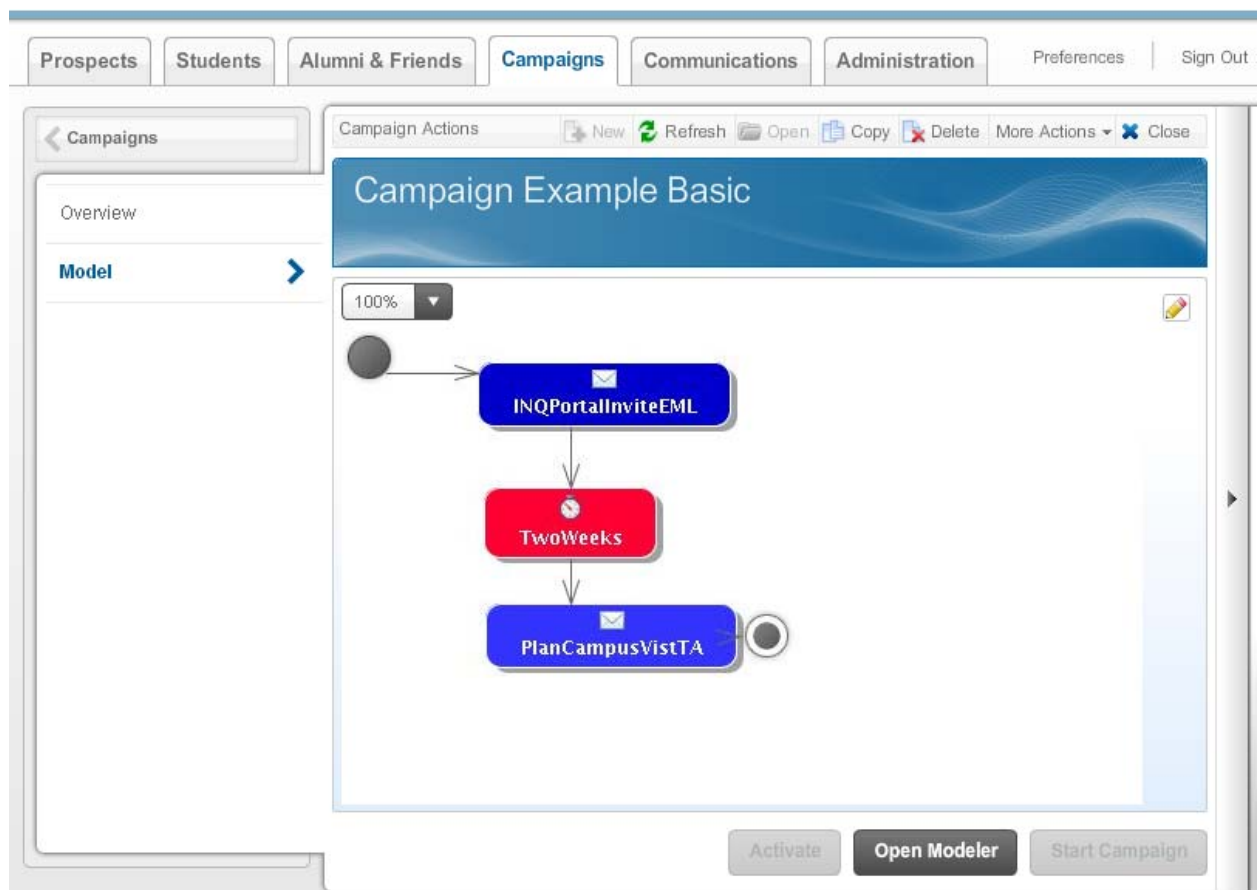 Prospects Students Alumni & Friends Campaigns Communications Administration Preferences Sign Out
Campaigns
Overview
Model
Campaign Actions New Refresh Open Copy Delete More Actions Close
Campaign Example Basic
100%
INQPortalInviteEML
TwoWeeks
PlanCampusVistTA
Activate Open Modeler Start Campaign